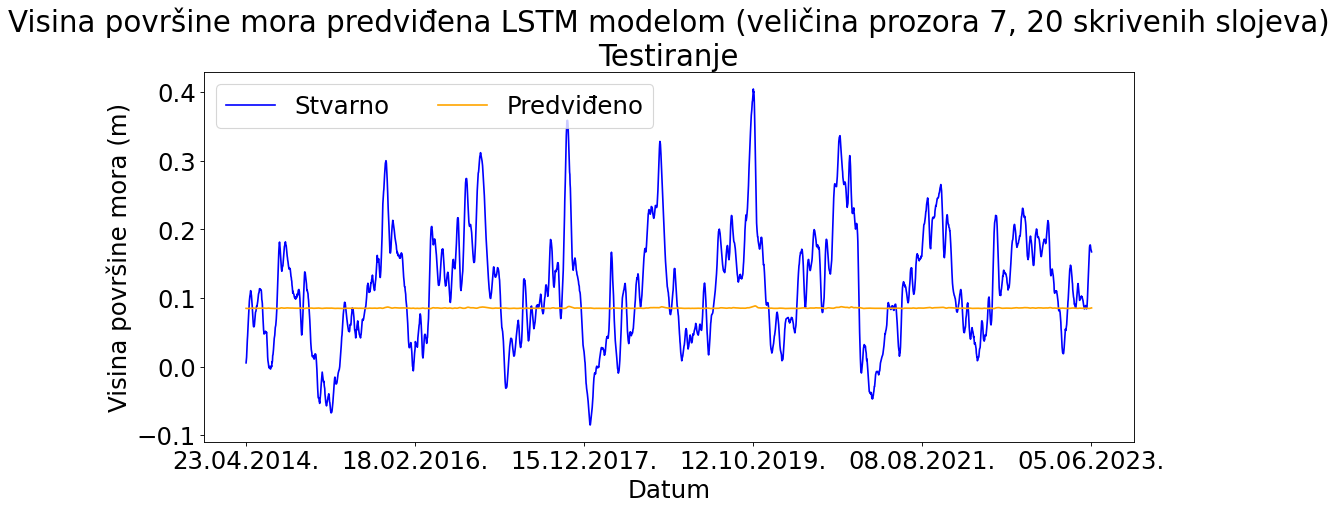 Visina površine mora predviđena LSTM modelom (veličina prozora 7, 20 skrivenih slojeva)
Testiranje
Stvarno Predviđeno
Visina površine mora (m)
0.4
0.3
0.2
0.1
0.0
−0.1
23.04.2014. 18.02.2016. 15.12.2017. 12.10.2019. 08.08.2021. 05.06.2023.
Datum